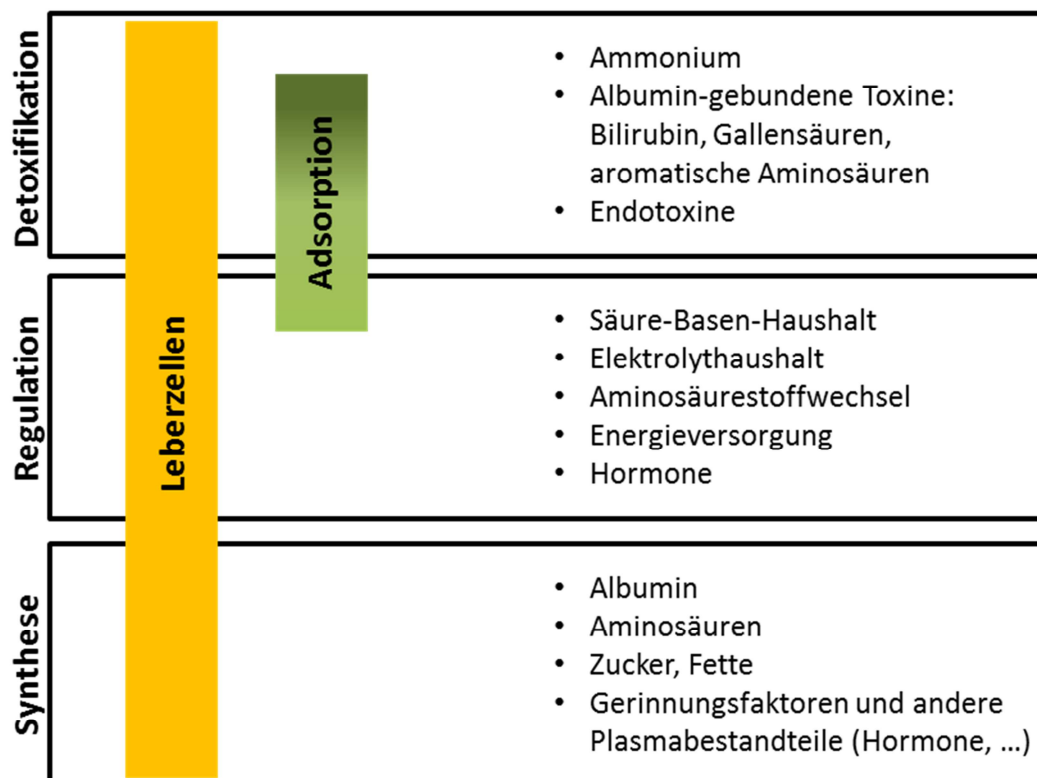 Detoxifikation
Leberzellen
Adsorption
• Ammonium
• Albumin-gebundene Toxine:
Bilirubin, Gallensäuren,
aromatische Aminosäuren
• Endotoxine
Regulation
• Säure-Basen-Haushalt
• Elektrolythaushalt
• Aminosäurestoffwechsel
• Energieversorgung
• Hormone
Synthese
• Albumin
• Aminosäuren
• Zucker, Fette
• Gerinnungsfaktoren und andere
Plasmabestandteile (Hormone, ...)